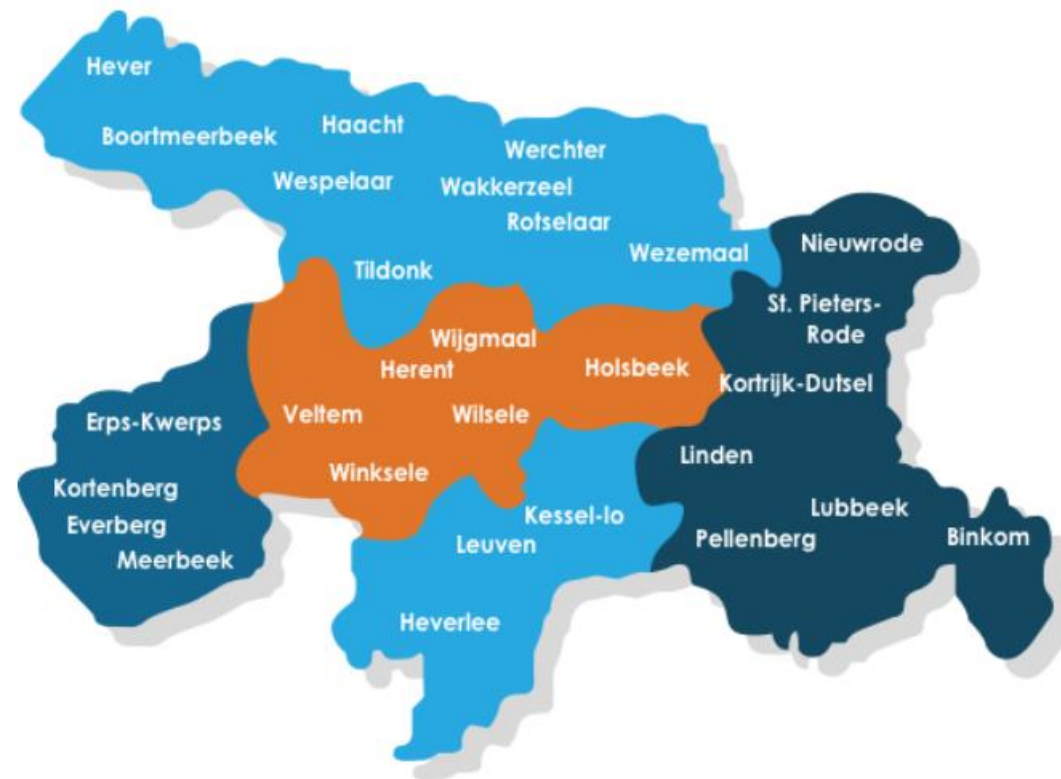 Hever
Boortmeerbeek
Haacht
Wespelaar
Werchter
Wakkerzeel
Rotselaar
Wezemaal
Tildonk
Nieuwrode
St. Pieters-
Rode
Kortrijk-Dutsel
Wijgmaal
Herent
Holsbeek
Veltem
Wilsele
Winksele
Erps-Kwerps
Kortenberg
Everberg
Meerbeek
Linden
Lubbeek
Pellenberg
Binkom
Kessel-lo
Leuven
Heverlee